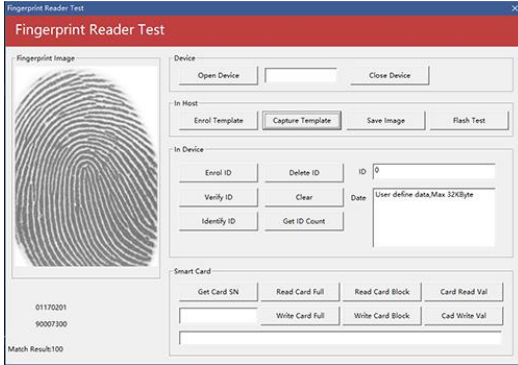 Fingerprint Reader Test
Fingerprint Reader Test
Fingerprint Image
Device
Open Device
Close Device
In Host
Enrol Template
Capture Template
Save Image
Flash Test
In Device
Enrol ID
Delete ID
ID
0
Verify ID
Clear
Date
User define data,Max 32KByte
Identify ID
Get ID Count
Smart Card
Get Card SN
Read Card Full
Read Card Block
Card Read Val
Write Card Full
Write Card Block
Cad Write Val
01170201
90007300
Match Result:100